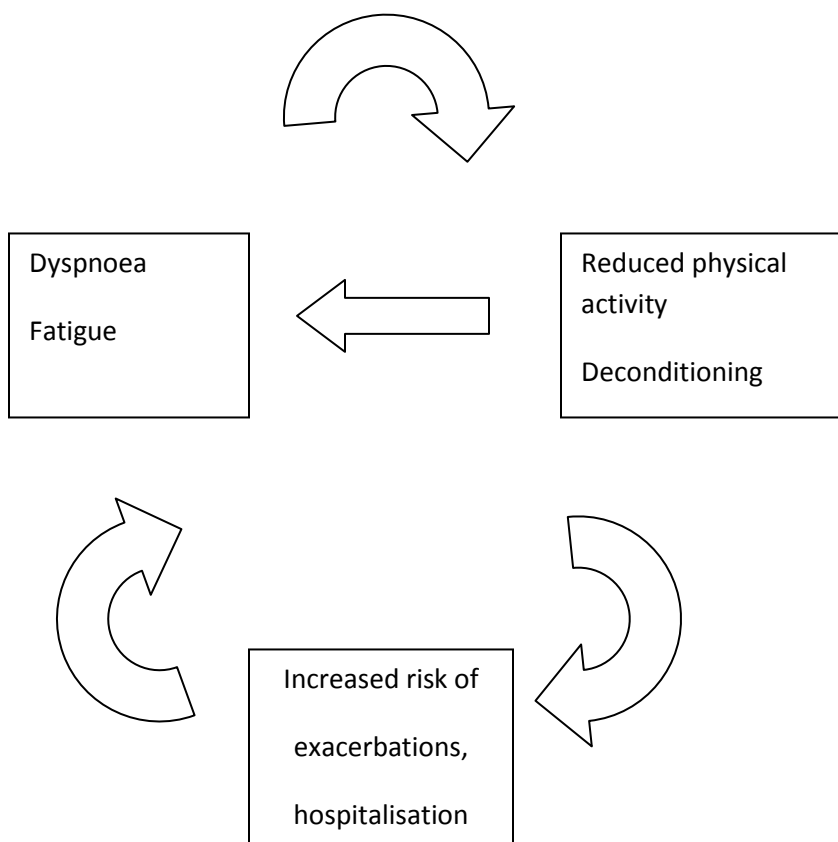 Dyspnoea
Fatigue
Reduced physical
activity
Deconditioning
Increased risk of
exacerbations,
hospitalisation